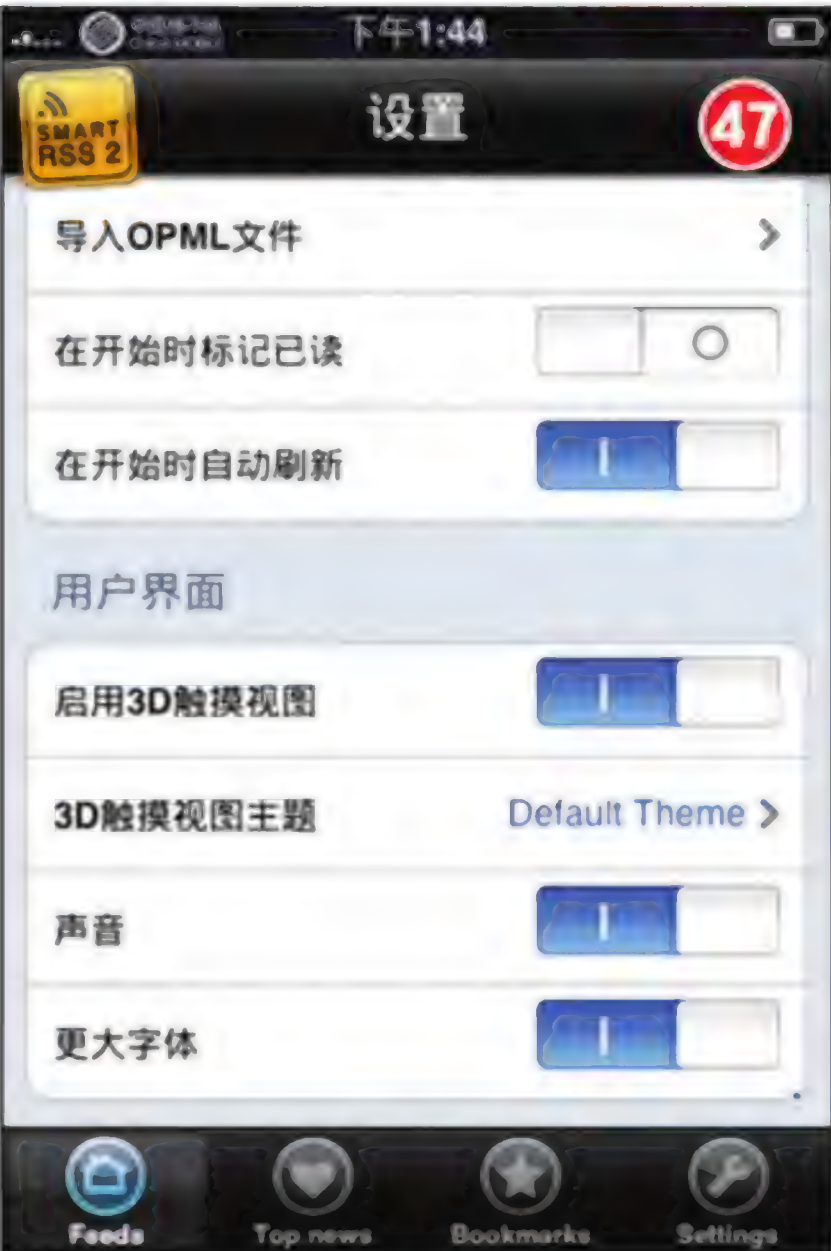 下午1:44
SMART
RSS 2
设置
47
导入OPML文件
在开始时标记已读
在开始时自动刷新
用户界面
启用3D触摸视图
3D触摸视图主题 Default Theme
声音
更大字体
Feeds Top news Bookmarks Settings